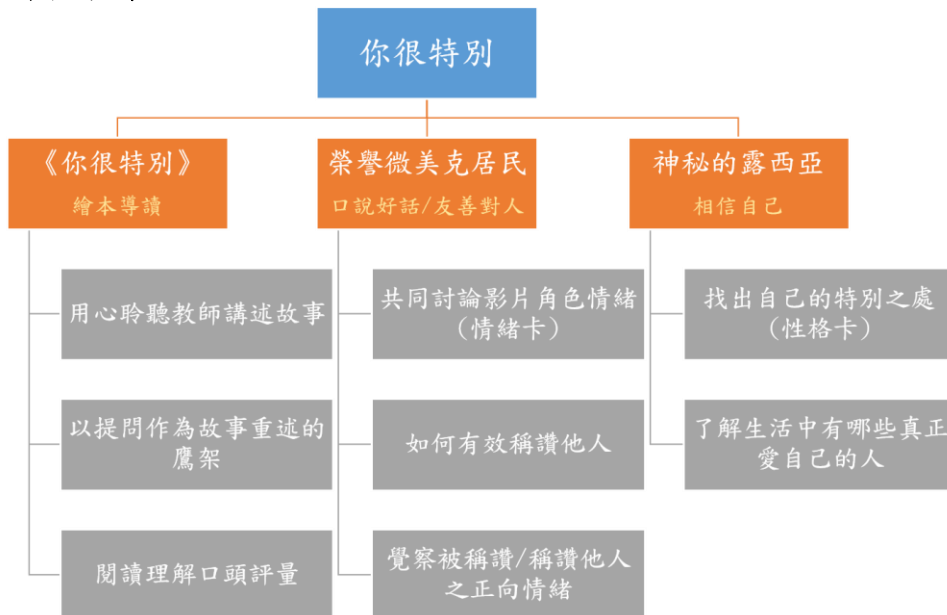 你很特別
《你很特別》
繪本導讀
用心聆聽教師講述故事
以提問作為故事重述的
鷹架
閱讀理解口頭評量
榮譽微美克居民
口說好話/友善對人
共同討論影片角色情緒
(情緒卡)
如何有效稱讚他人
覺察被稱讚/稱讚他人
之正向情緒
神秘的露西亞
相信自己
找出自己的特別之處
(性格卡)
了解生活中有哪些真正
愛自己的人